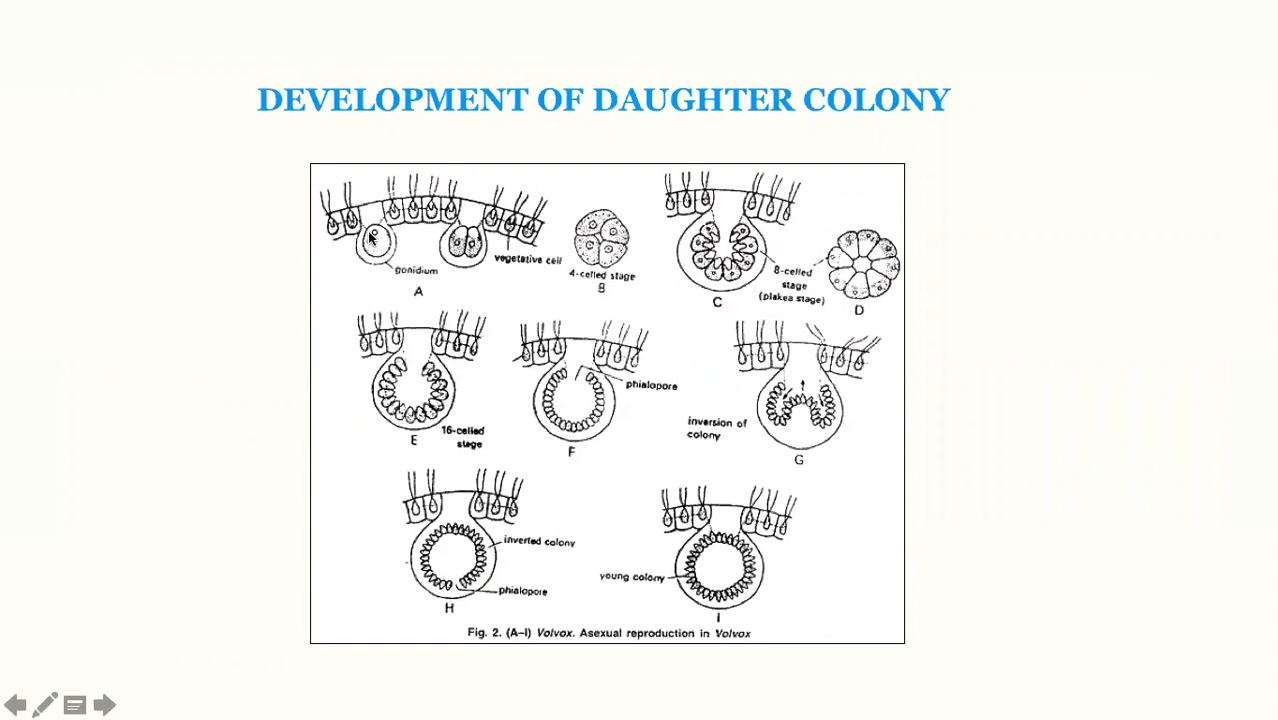 DEVELOPMENT OF DAUGHTER COLONY
gonidium
vegetative cell
A
4-celled stage
B
C
8-celled
stage
(plakea stage)
D
E
16-celled
stage
phialopore
F
inversion of
colony
G
inverted colony
phialopore
H
young colony
I
Fig. 2. (A–I) Volvox. Asexual reproduction in Volvox